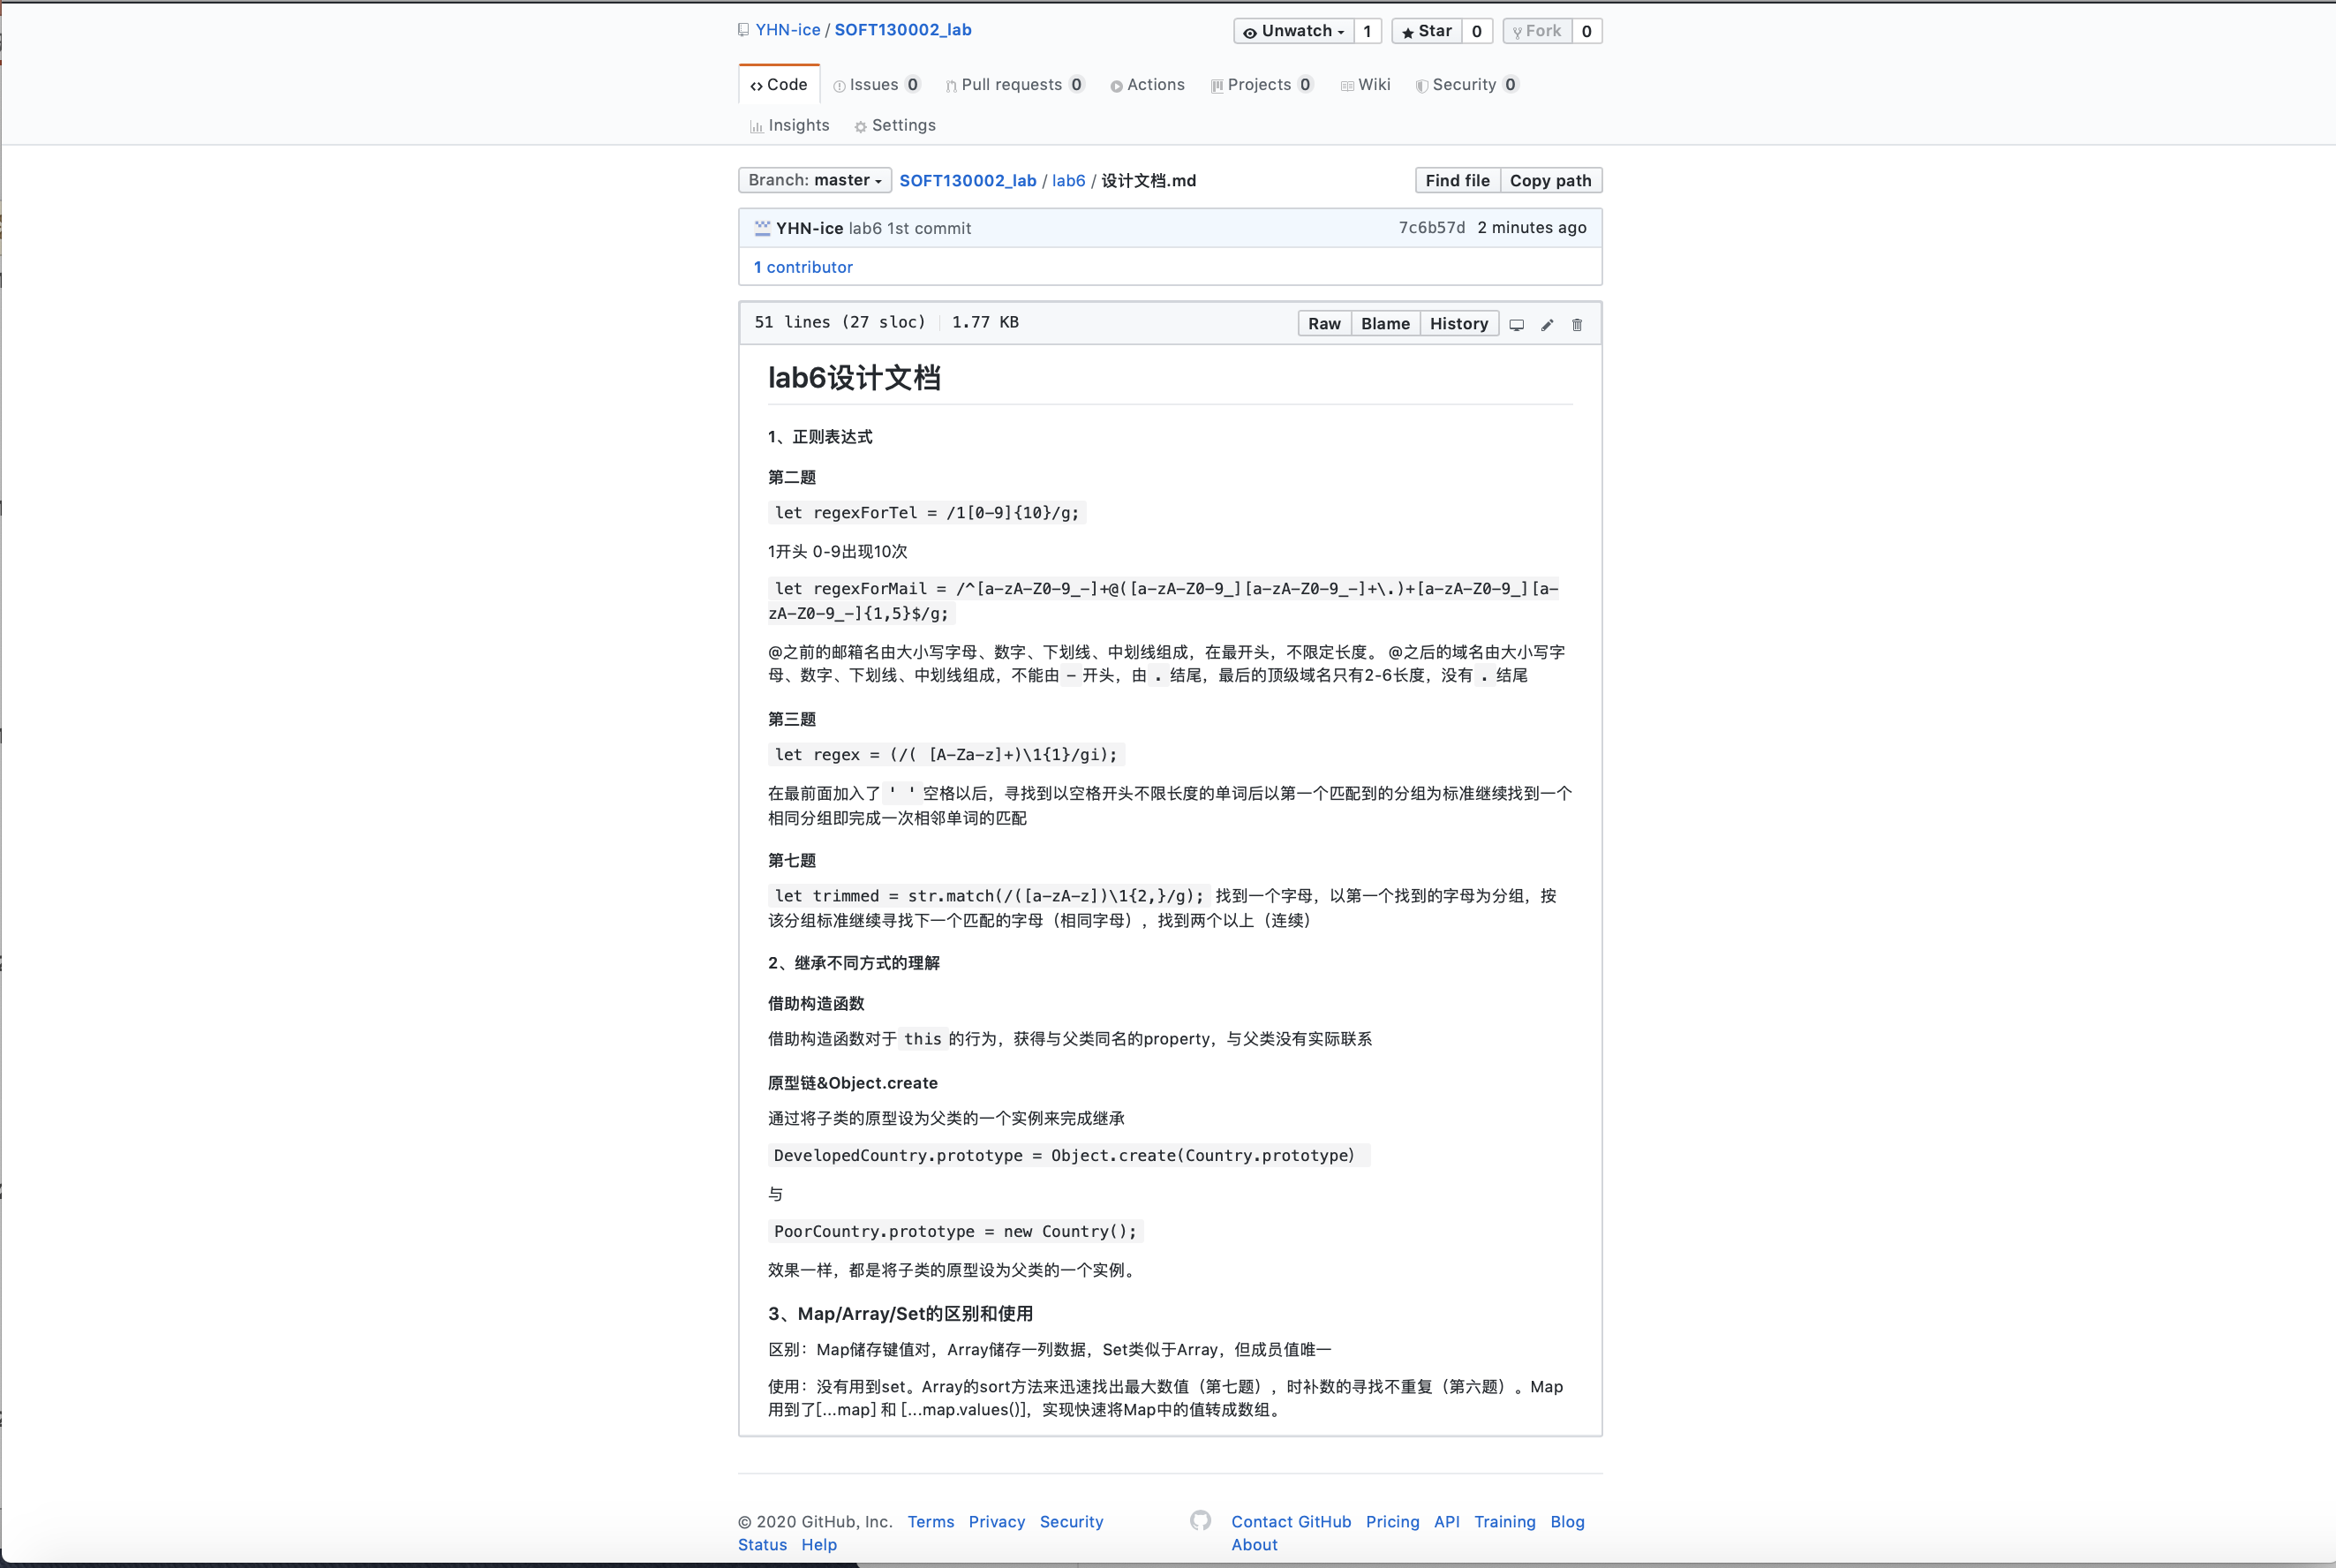 YHN-ice / SOFT130002_lab
Unwatch 1 Star 0 Fork 0
Code Issues 0 Pull requests 0 Actions Projects 0 Wiki Security 0
Insights Settings
Branch: master SOFT130002_lab / lab6 / 设计文档.md Find file Copy path
YHN-ice lab6 1st commit 7c6b57d 2 minutes ago
1 contributor
51 lines (27 sloc) 1.77 KB Raw Blame History
lab6设计文档
1、正则表达式
第二题
let regexForTel = /1[0-9]{10}/g;
1开头 0-9出现10次
let regexForMail = /^[a-zA-Z0-9_-]+@([a-zA-Z0-9_][a-zA-Z0-9_-]+\.)+[a-zA-Z0-9_][a-
zA-Z0-9_-]{1,5}$/g;
@之前的邮箱名由大小写字母、数字、下划线、中划线组成，在最开头，不限定长度。 @之后的域名由大小写字
母、数字、下划线、中划线组成，不能由 - 开头，由 . 结尾，最后的顶级域名只有2-6长度，没有 . 结尾
第三题
let regex = (/( [A-Za-z]+)\1{1}/gi);
在最前面加入了 ' ' 空格以后，寻找到以空格开头不限长度的单词后以第一个匹配到的分组为标准继续找到一个
相同分组即完成一次相邻单词的匹配
第七题
let trimmed = str.match(/([a-zA-z])\1{2,}/g); 找到一个字母，以第一个找到的字母为分组，按
该分组标准继续寻找下一个匹配的字母（相同字母），找到两个以上（连续）
2、继承不同方式的理解
借助构造函数
借助构造函数对于 this 的行为，获得与父类同名的property，与父类没有实际联系
原型链&Object.create
通过将子类的原型设为父类的一个实例来完成继承
DevelopedCountry.prototype = Object.create(Country.prototype）
与
PoorCountry.prototype = new Country();
效果一样，都是将子类的原型设为父类的一个实例。
3、Map/Array/Set的区别和使用
区别：Map储存键值对，Array储存一列数据，Set类似于Array，但成员值唯一
使用：没有用到set。Array的sort方法来迅速找出最大数值（第七题），时补数的寻找不重复（第六题）。Map
用到了[...map] 和 [...map.values()]，实现快速将Map中的值转成数组。
© 2020 GitHub, Inc. Terms Privacy Security Contact GitHub Pricing API Training Blog
Status Help About